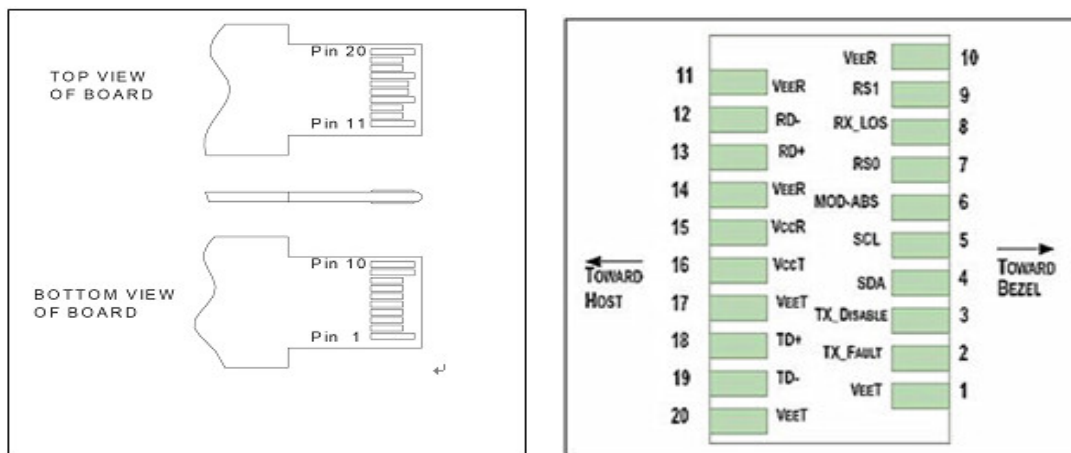 Pin 20
TOP VIEW
OF BOARD
Pin 11
Pin 10
BOTTOM VIEW
OF BOARD
Pin 1
11 VEER
12 RD-
13 RD+
14 VEER
15 VccR
16 VccT
17 VEET
18 TD+
19 TD-
20 VEET
TOWARD
HOST
VEER 10
RS1 9
RX_LOS 8
RS0 7
MOD-ABS 6
SCL 5
SDA 4
TX_DISABLE 3
TX_FAULT 2
VEET 1
TOWARD
BEZEL